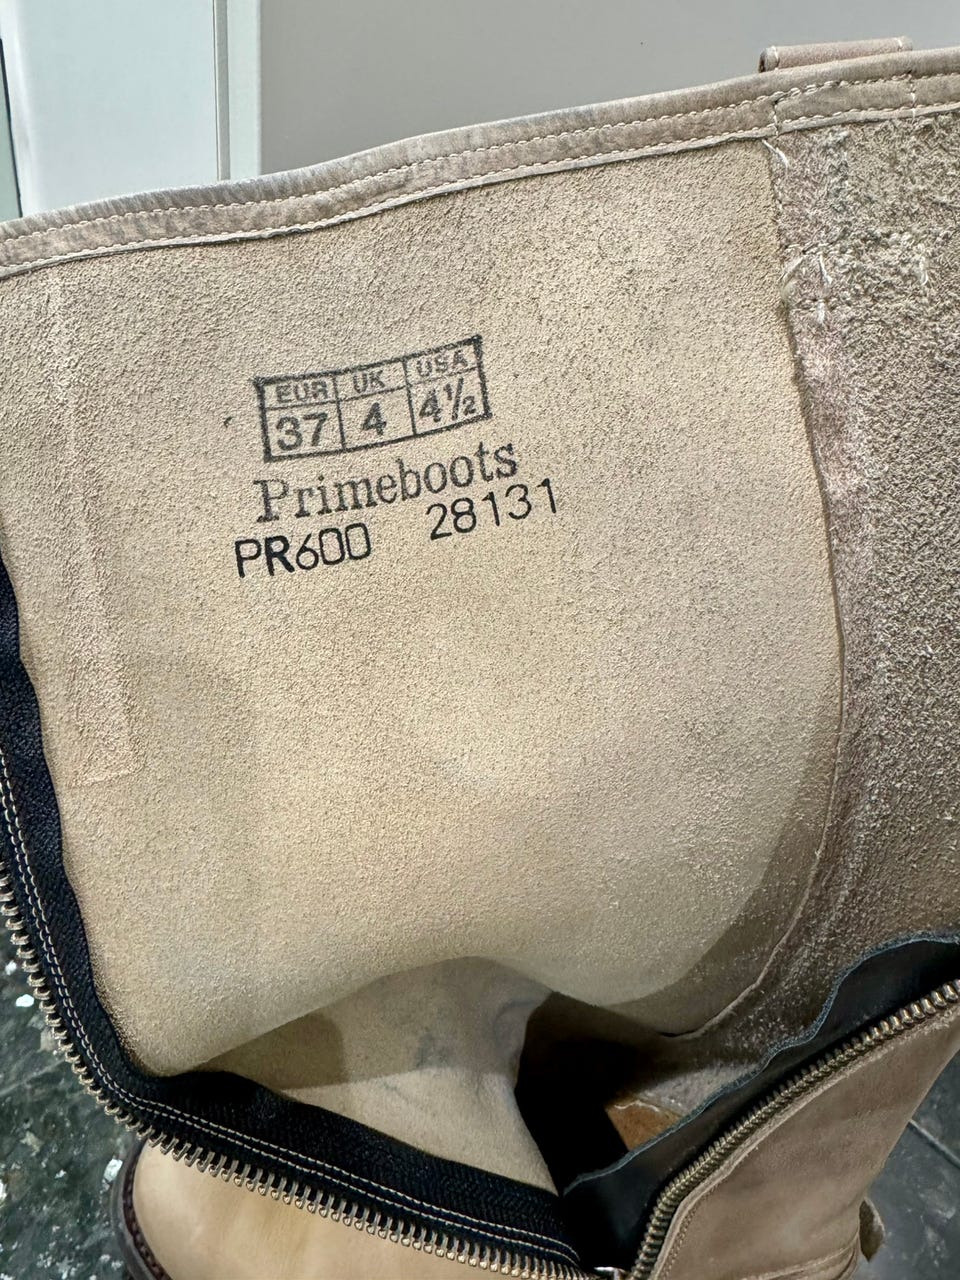 EUR UK USA
37 4 4½
Primeboots
PR600 28131